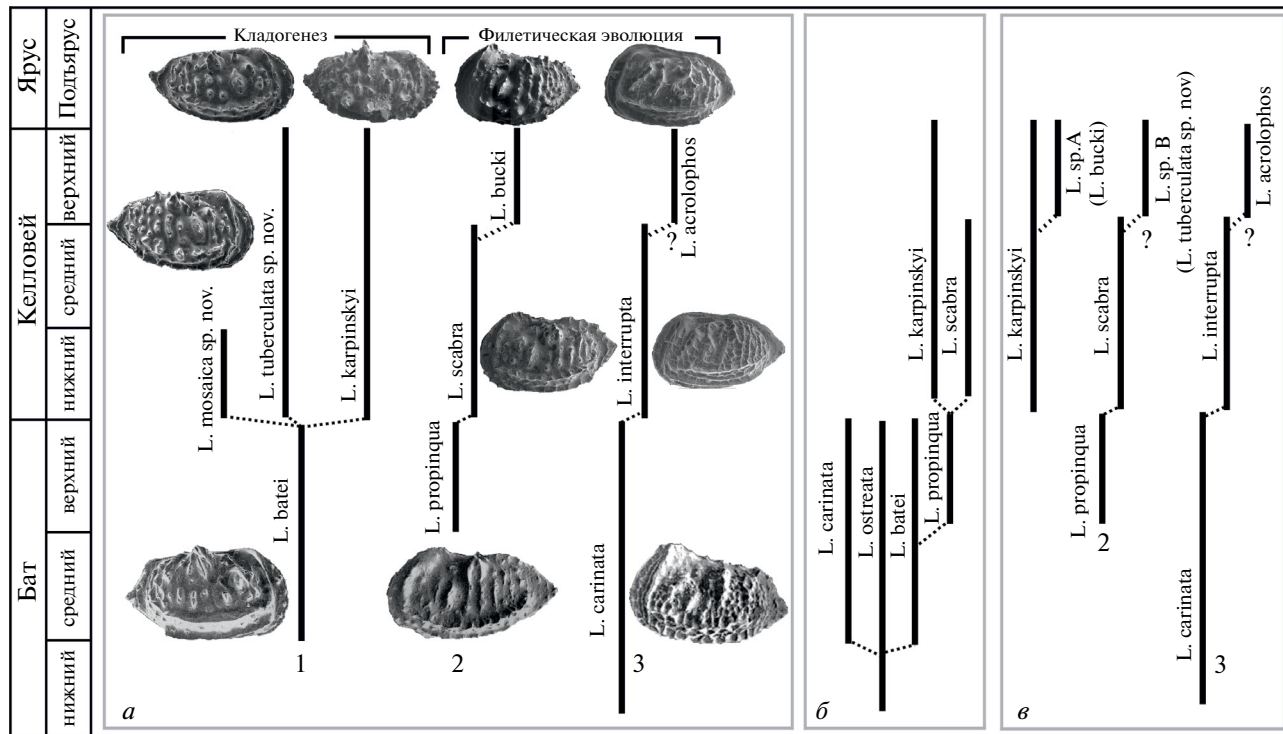 Ярус
Подъярус
Келловей
верхний
средний
нижний
Бат
верхний
средний
нижний
Кладогенез
Филетическая эволюция
L. mosaica sp. nov.
L. tuberculata sp. nov.
L. karpinskyi
L. batei
1
L. bucki
L. scabra
L. propinqua
2
L. acrolophos
?
L. interrupta
L. carinata
3
а
L. karpinskyi
L. scabra
L. carinata
L. ostreata
L. batei
L. propinqua
б
L. karpinskyi
L. sp.A
(L. bucki)
L. sp. B
(L. tuberculata sp. nov)
?
L. scabra
L. propinqua
2
L. acrolophos
?
L. interrupta
L. carinata
3
в